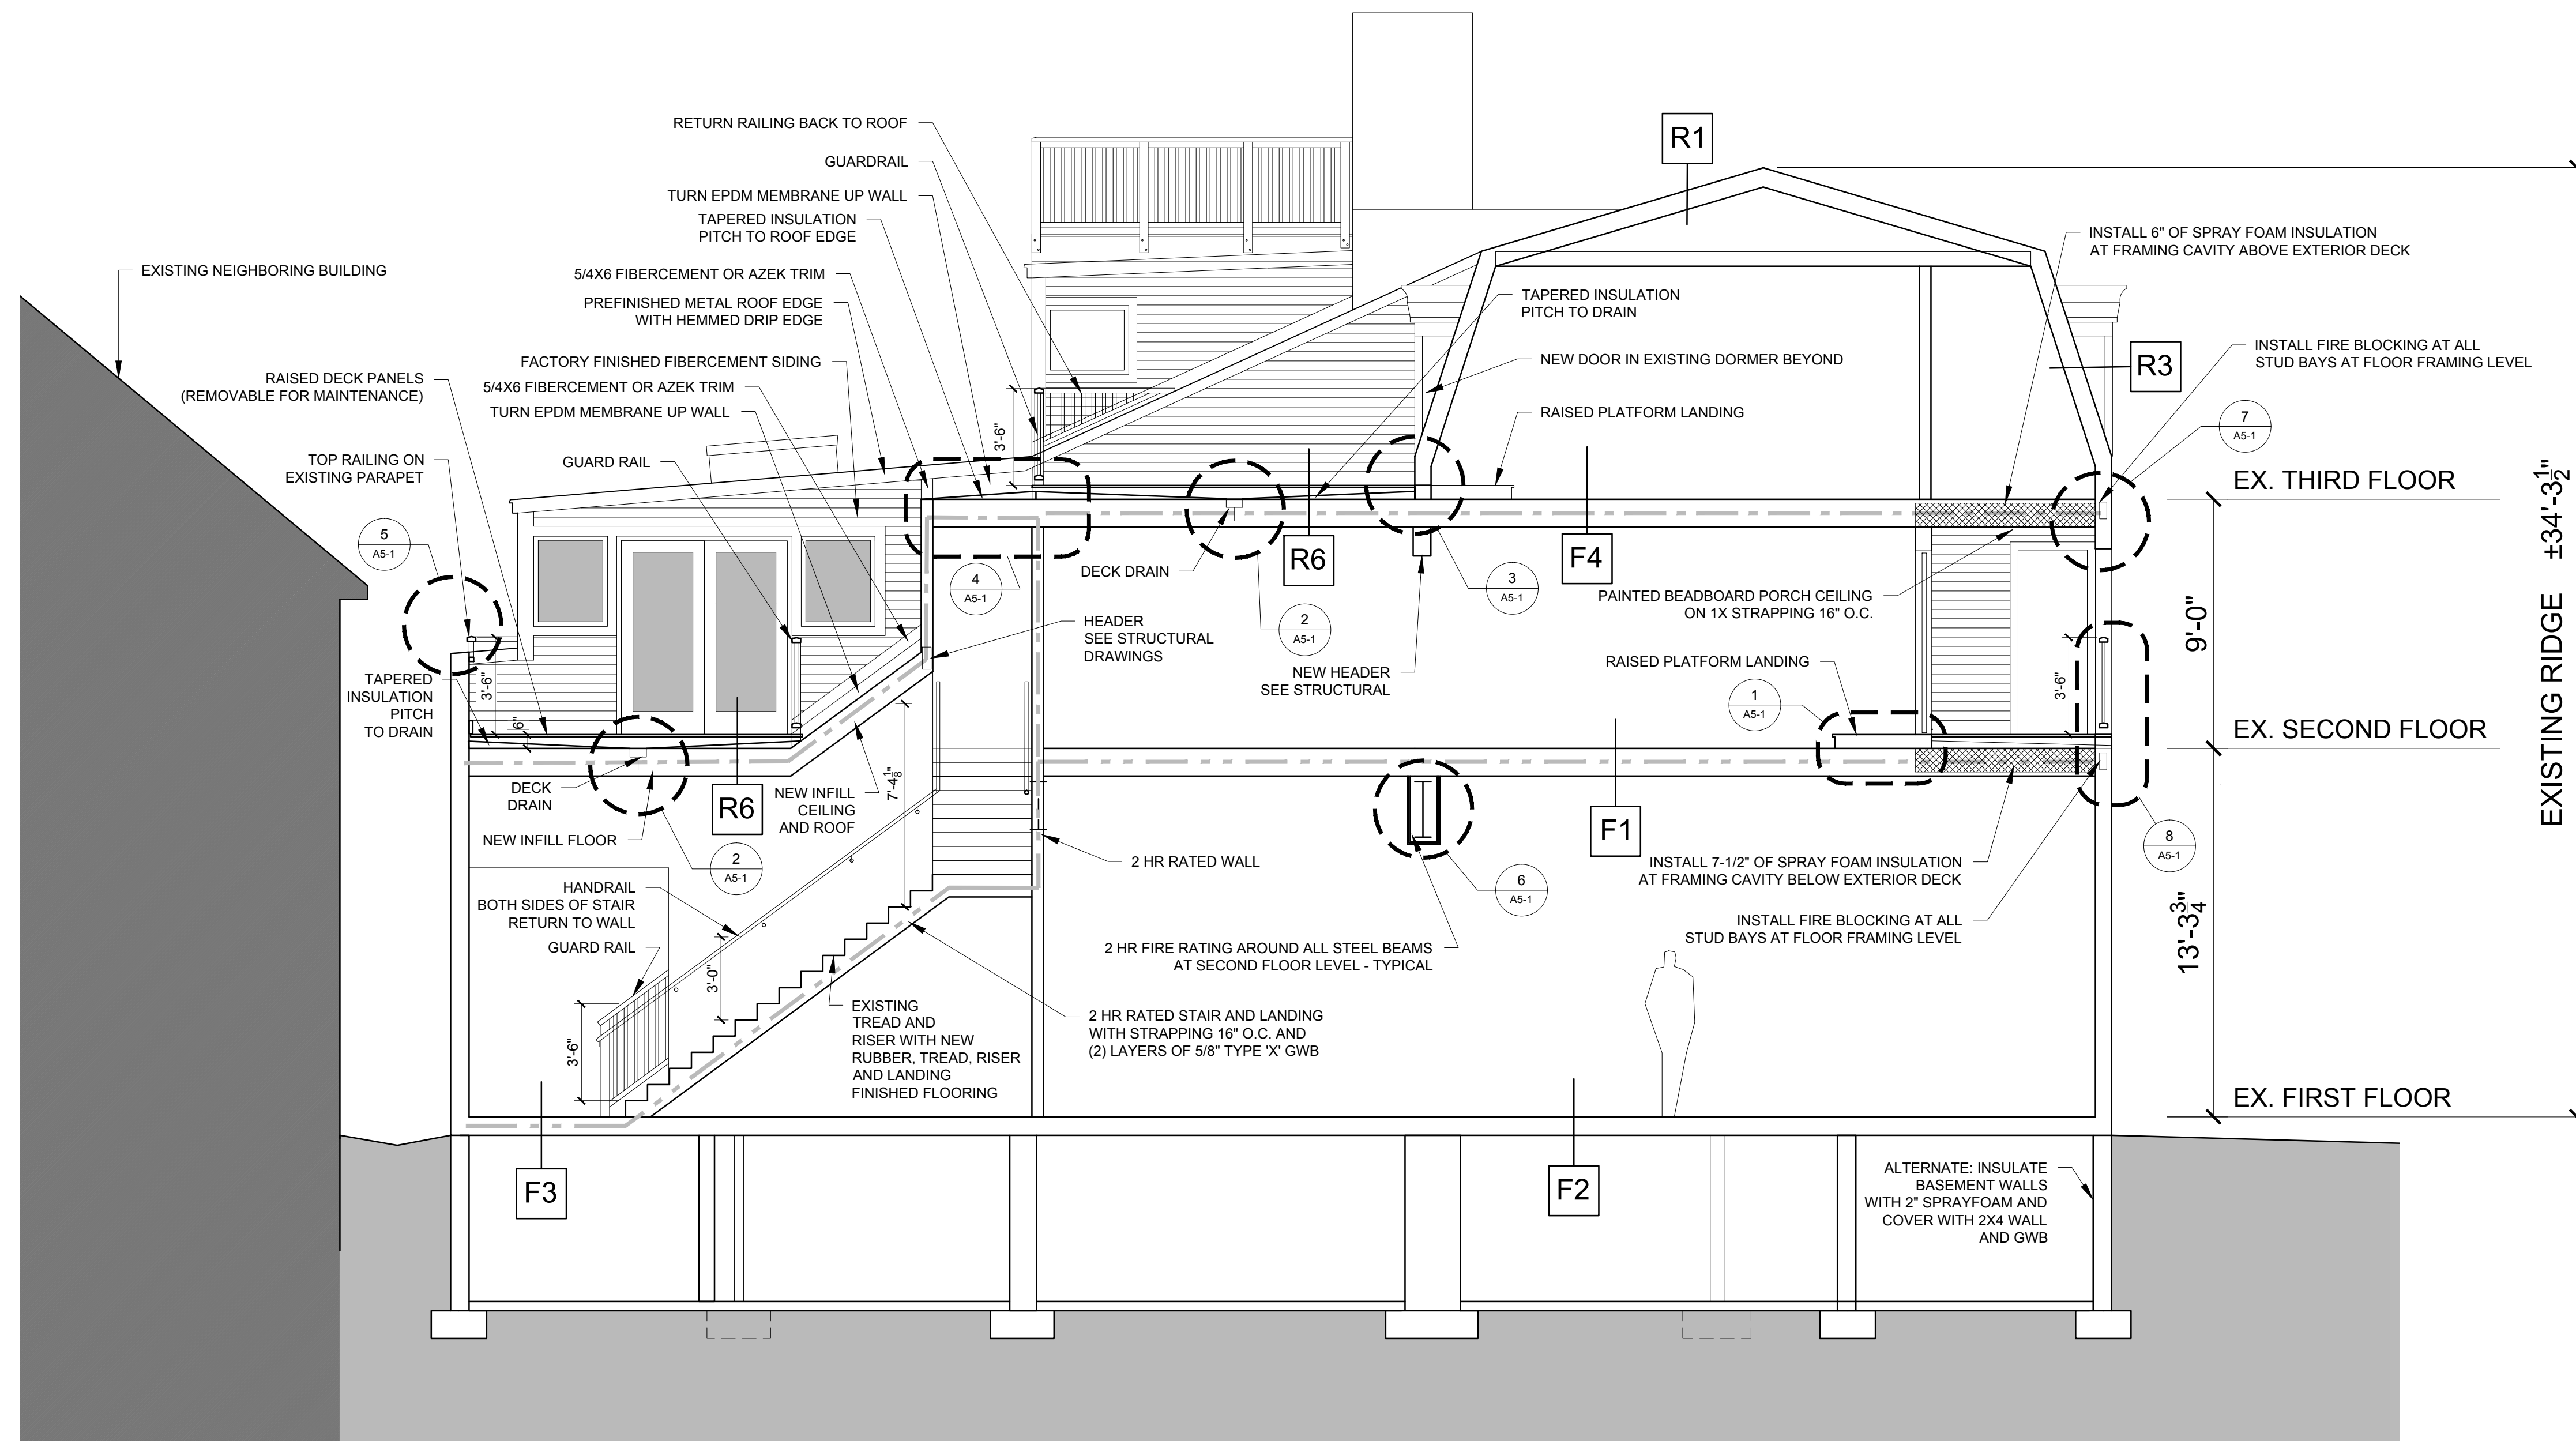 RETURN RAILING BACK TO ROOF
GUARDRAIL
TURN EPDM MEMBRANE UP WALL
TAPERED INSULATION
PITCH TO ROOF EDGE
5/4X6 FIBERCEMENT OR AZEK TRIM
PREFINISHED METAL ROOF EDGE
WITH HEMMED DRIP EDGE
FACTORY FINISHED FIBERCEMENT SIDING
5/4X6 FIBERCEMENT OR AZEK TRIM
TURN EPDM MEMBRANE UP WALL
EXISTING NEIGHBORING BUILDING
RAISED DECK PANELS
(REMOVABLE FOR MAINTENANCE)
TOP RAILING ON
EXISTING PARAPET
GUARD RAIL
5
A5-1
R1
INSTALL 6" OF SPRAY FOAM INSULATION
AT FRAMING CAVITY ABOVE EXTERIOR DECK
TAPERED INSULATION
PITCH TO DRAIN
NEW DOOR IN EXISTING DORMER BEYOND
RAISED PLATFORM LANDING
R3
INSTALL FIRE BLOCKING AT ALL
STUD BAYS AT FLOOR FRAMING LEVEL
7
A5-1
3'-6"
EX. THIRD FLOOR
4
A5-1
DECK DRAIN
R6
F4
3
A5-1
2
A5-1
PAINTED BEADBOARD PORCH CEILING
ON 1X STRAPPING 16" O.C.
HEADER
SEE STRUCTURAL
DRAWINGS
NEW HEADER
SEE STRUCTURAL
RAISED PLATFORM LANDING
1
A5-1
3'-6"
9'-0"
EXISTING RIDGE ±34'-3 1/2"
TAPERED
INSULATION
PITCH
TO DRAIN
3'-6"
6"
EX. SECOND FLOOR
DECK
DRAIN
NEW INFILL FLOOR
R6
2
A5-1
NEW INFILL
CEILING
AND ROOF
7'-4 1/8"
F1
8
A5-1
2 HR RATED WALL
6
A5-1
INSTALL 7-1/2" OF SPRAY FOAM INSULATION
AT FRAMING CAVITY BELOW EXTERIOR DECK
INSTALL FIRE BLOCKING AT ALL
STUD BAYS AT FLOOR FRAMING LEVEL
HANDRAIL
BOTH SIDES OF STAIR
RETURN TO WALL
GUARD RAIL
3'-0"
3'-6"
2 HR FIRE RATING AROUND ALL STEEL BEAMS
AT SECOND FLOOR LEVEL - TYPICAL
13'-3 3/4"
EXISTING
TREAD AND
RISER WITH NEW
RUBBER, TREAD, RISER
AND LANDING
FINISHED FLOORING
2 HR RATED STAIR AND LANDING
WITH STRAPPING 16" O.C. AND
(2) LAYERS OF 5/8" TYPE 'X' GWB
EX. FIRST FLOOR
F3
F2
ALTERNATE: INSULATE
BASEMENT WALLS
WITH 2" SPRAYFOAM AND
COVER WITH 2X4 WALL
AND GWB